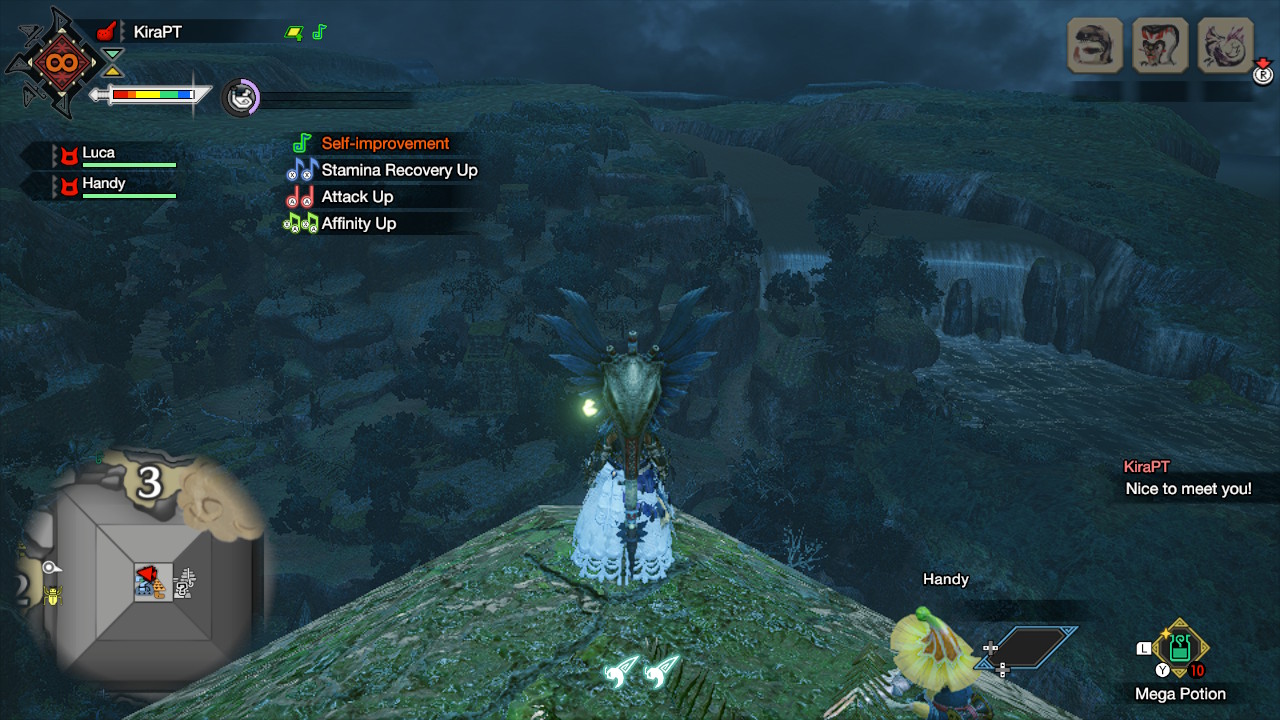 KiraPT
Luca
Handy
Self-improvement
Stamina Recovery Up
Attack Up
Affinity Up
R
3
2
KiraPT
Nice to meet you!
Handy
L
Y 10
Mega Potion